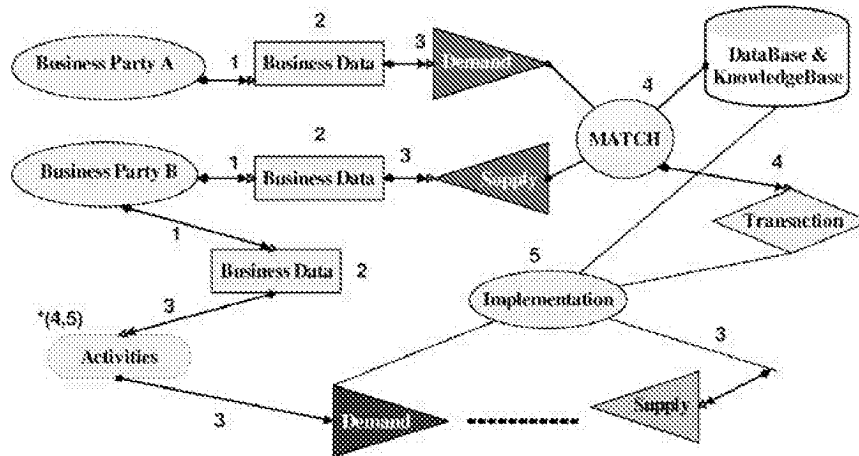 2
1
3
Business Party A
Business Data
Demand
4
DataBase &
KnowledgeBase
MATCH
2
1
3
Business Party B
Business Data
Supply
4
Transaction
1
Business Data
2
5
Implementation
3
*(4,5)
Activities
3
3
Demand
Supply